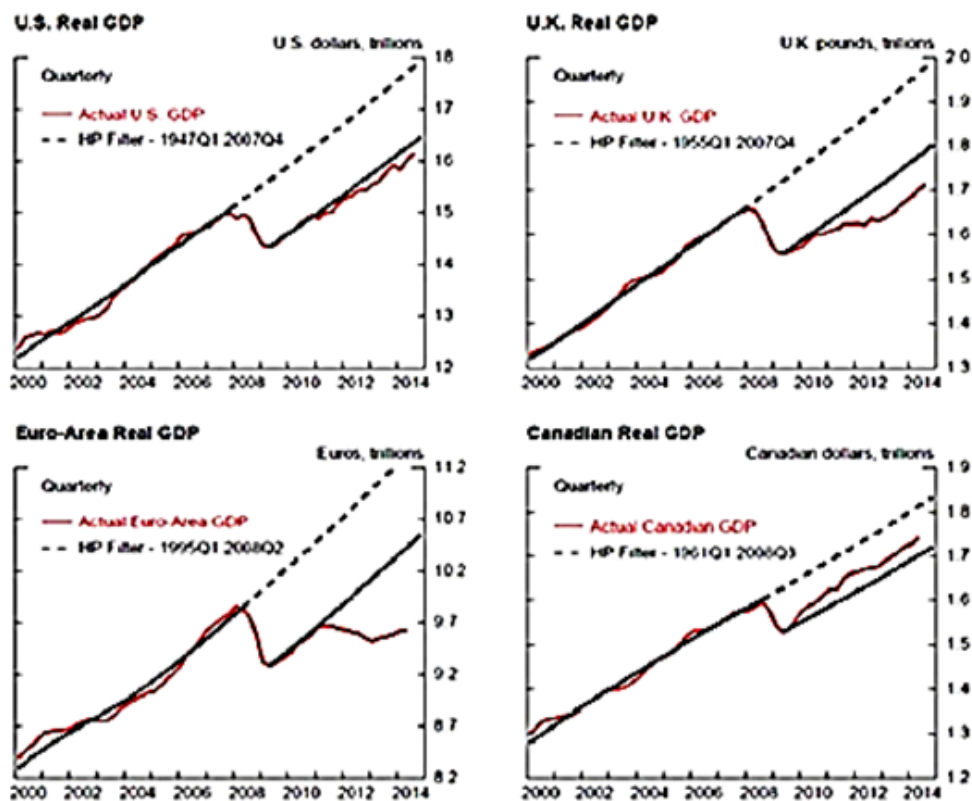 U.S. Real GDP
U.S. dollars, trillions
Quarterly
Actual U.S. GDP
HP Filter - 1947Q1 2007Q4
18
17
16
15
14
13
12
2000 2002 2004 2006 2008 2010 2012 2014
U.K. Real GDP
U.K. pounds, trillions
Quarterly
Actual U.K. GDP
HP Filter - 1955Q1 2007Q4
2.0
1.9
1.8
1.7
1.6
1.5
1.4
1.3
2000 2002 2004 2006 2008 2010 2012 2014
Euro-Area Real GDP
Euros, trillions
Quarterly
Actual Euro-Area GDP
HP Filter - 1995Q1 2008Q2
11.2
10.7
10.2
9.7
9.2
8.7
8.2
2000 2002 2004 2006 2008 2010 2012 2014
Canadian Real GDP
Canadian dollars, trillions
Quarterly
Actual Canadian GDP
HP Filter - 1961Q1 2008Q3
1.9
1.8
1.7
1.6
1.5
1.4
1.3
1.2
2000 2002 2004 2006 2008 2010 2012 2014